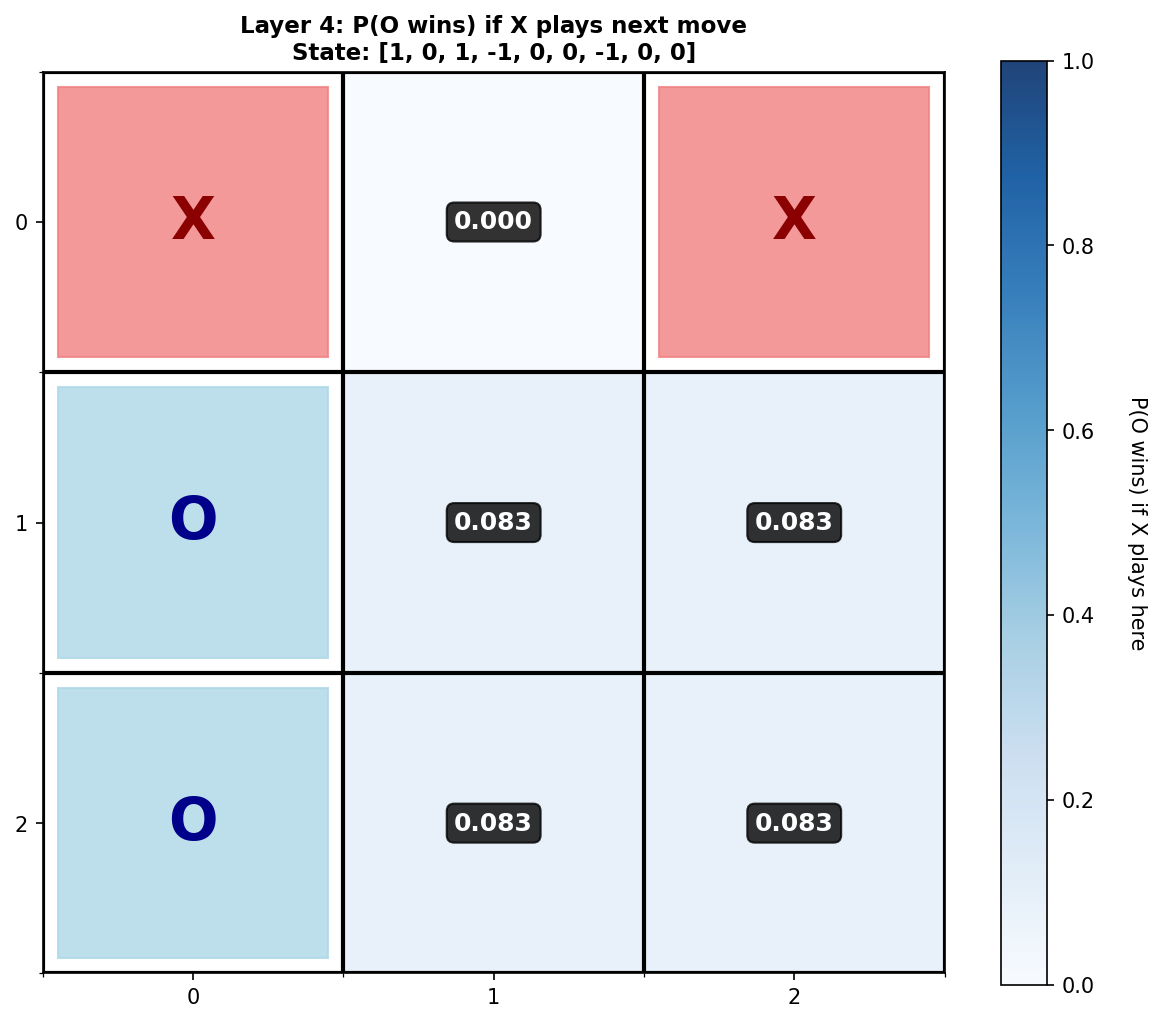 Layer 4: P(O wins) if X plays next move
State: [1, 0, 1, -1, 0, 0, -1, 0, 0]
X 0.000 X
O 0.083 0.083
O 0.083 0.083
0
1
2
0 1 2
1.0
0.8
0.6
0.4
0.2
0.0
P(O wins) if X plays here